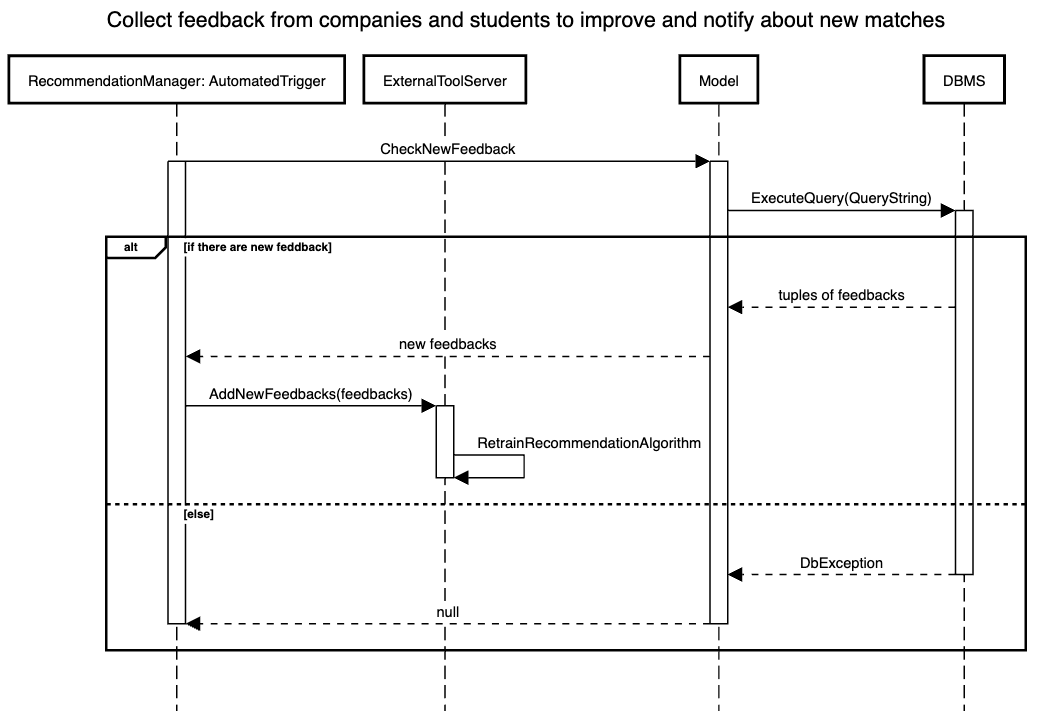 Collect feedback from companies and students to improve and notify about new matches
RecommendationManager: AutomatedTrigger
ExternalToolServer
Model
DBMS
CheckNewFeedback
ExecuteQuery(QueryString)
alt
[if there are new feddback]
tuples of feedbacks
new feedbacks
AddNewFeedbacks(feedbacks)
RetrainRecommendationAlgorithm
[else]
DbException
null